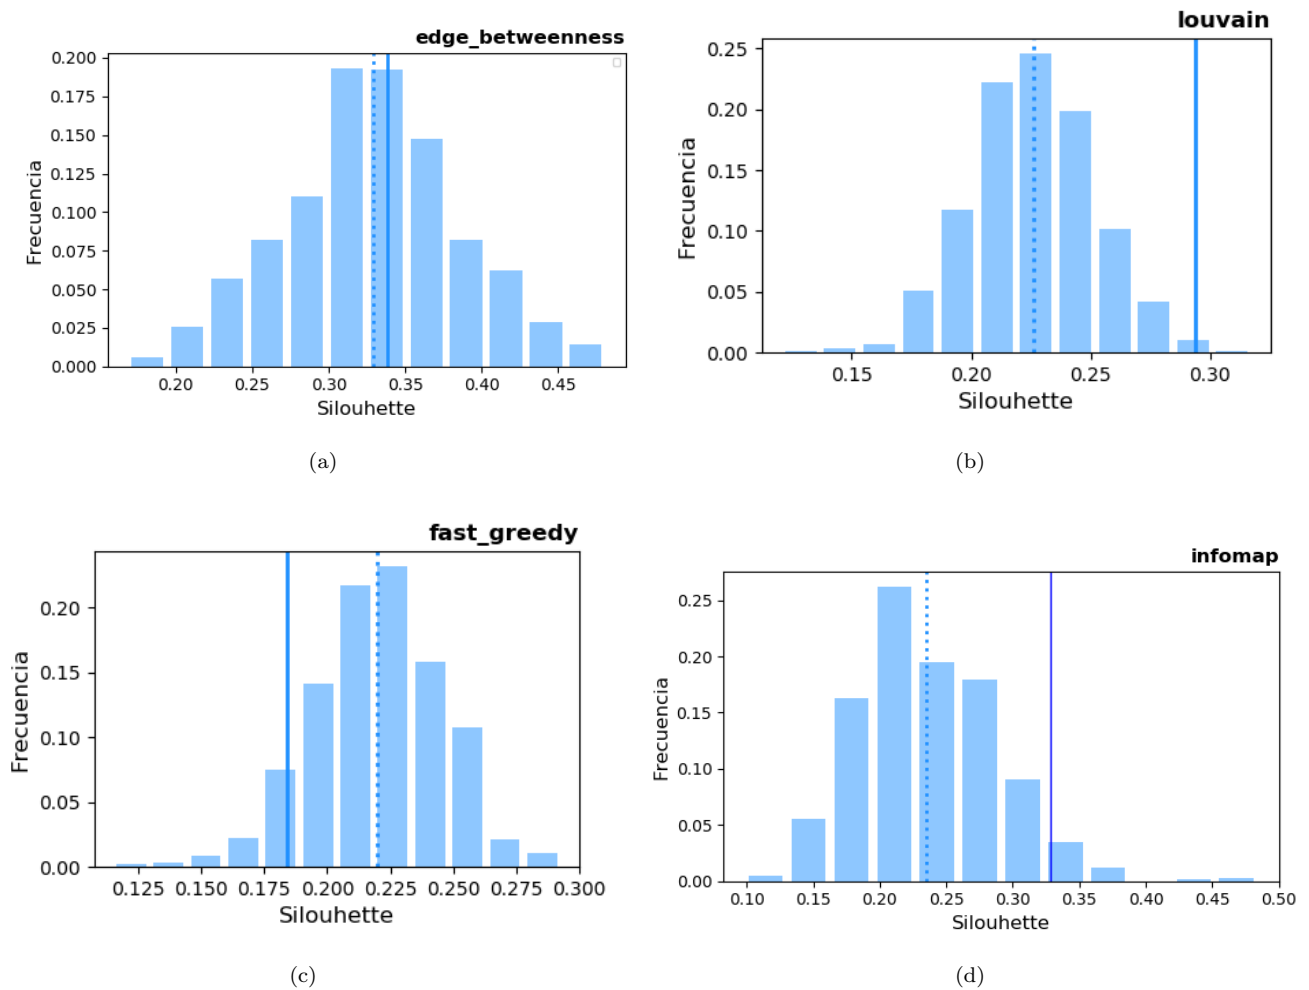 edge_betweenness
0.200
0.175
0.150
0.125
0.100
0.075
0.050
0.025
0.000
Frecuencia
0.20 0.25 0.30 0.35 0.40 0.45
Silouhette
(a)
louvain
0.25
0.20
0.15
0.10
0.05
0.00
Frecuencia
0.15 0.20 0.25 0.30
Silouhette
(b)
fast_greedy
0.20
0.15
0.10
0.05
0.00
Frecuencia
0.125 0.150 0.175 0.200 0.225 0.250 0.275 0.300
Silouhette
(c)
infomap
0.25
0.20
0.15
0.10
0.05
0.00
Frecuencia
0.10 0.15 0.20 0.25 0.30 0.35 0.40 0.45 0.50
Silouhette
(d)